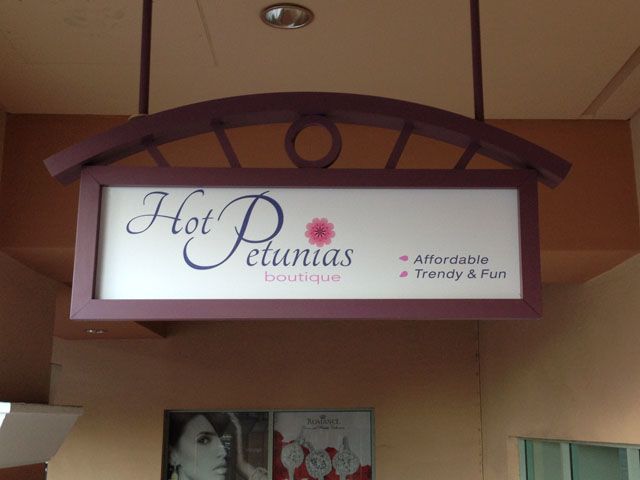 Hot Petunias
boutique
Affordable
Trendy & Fun
ROMANCE